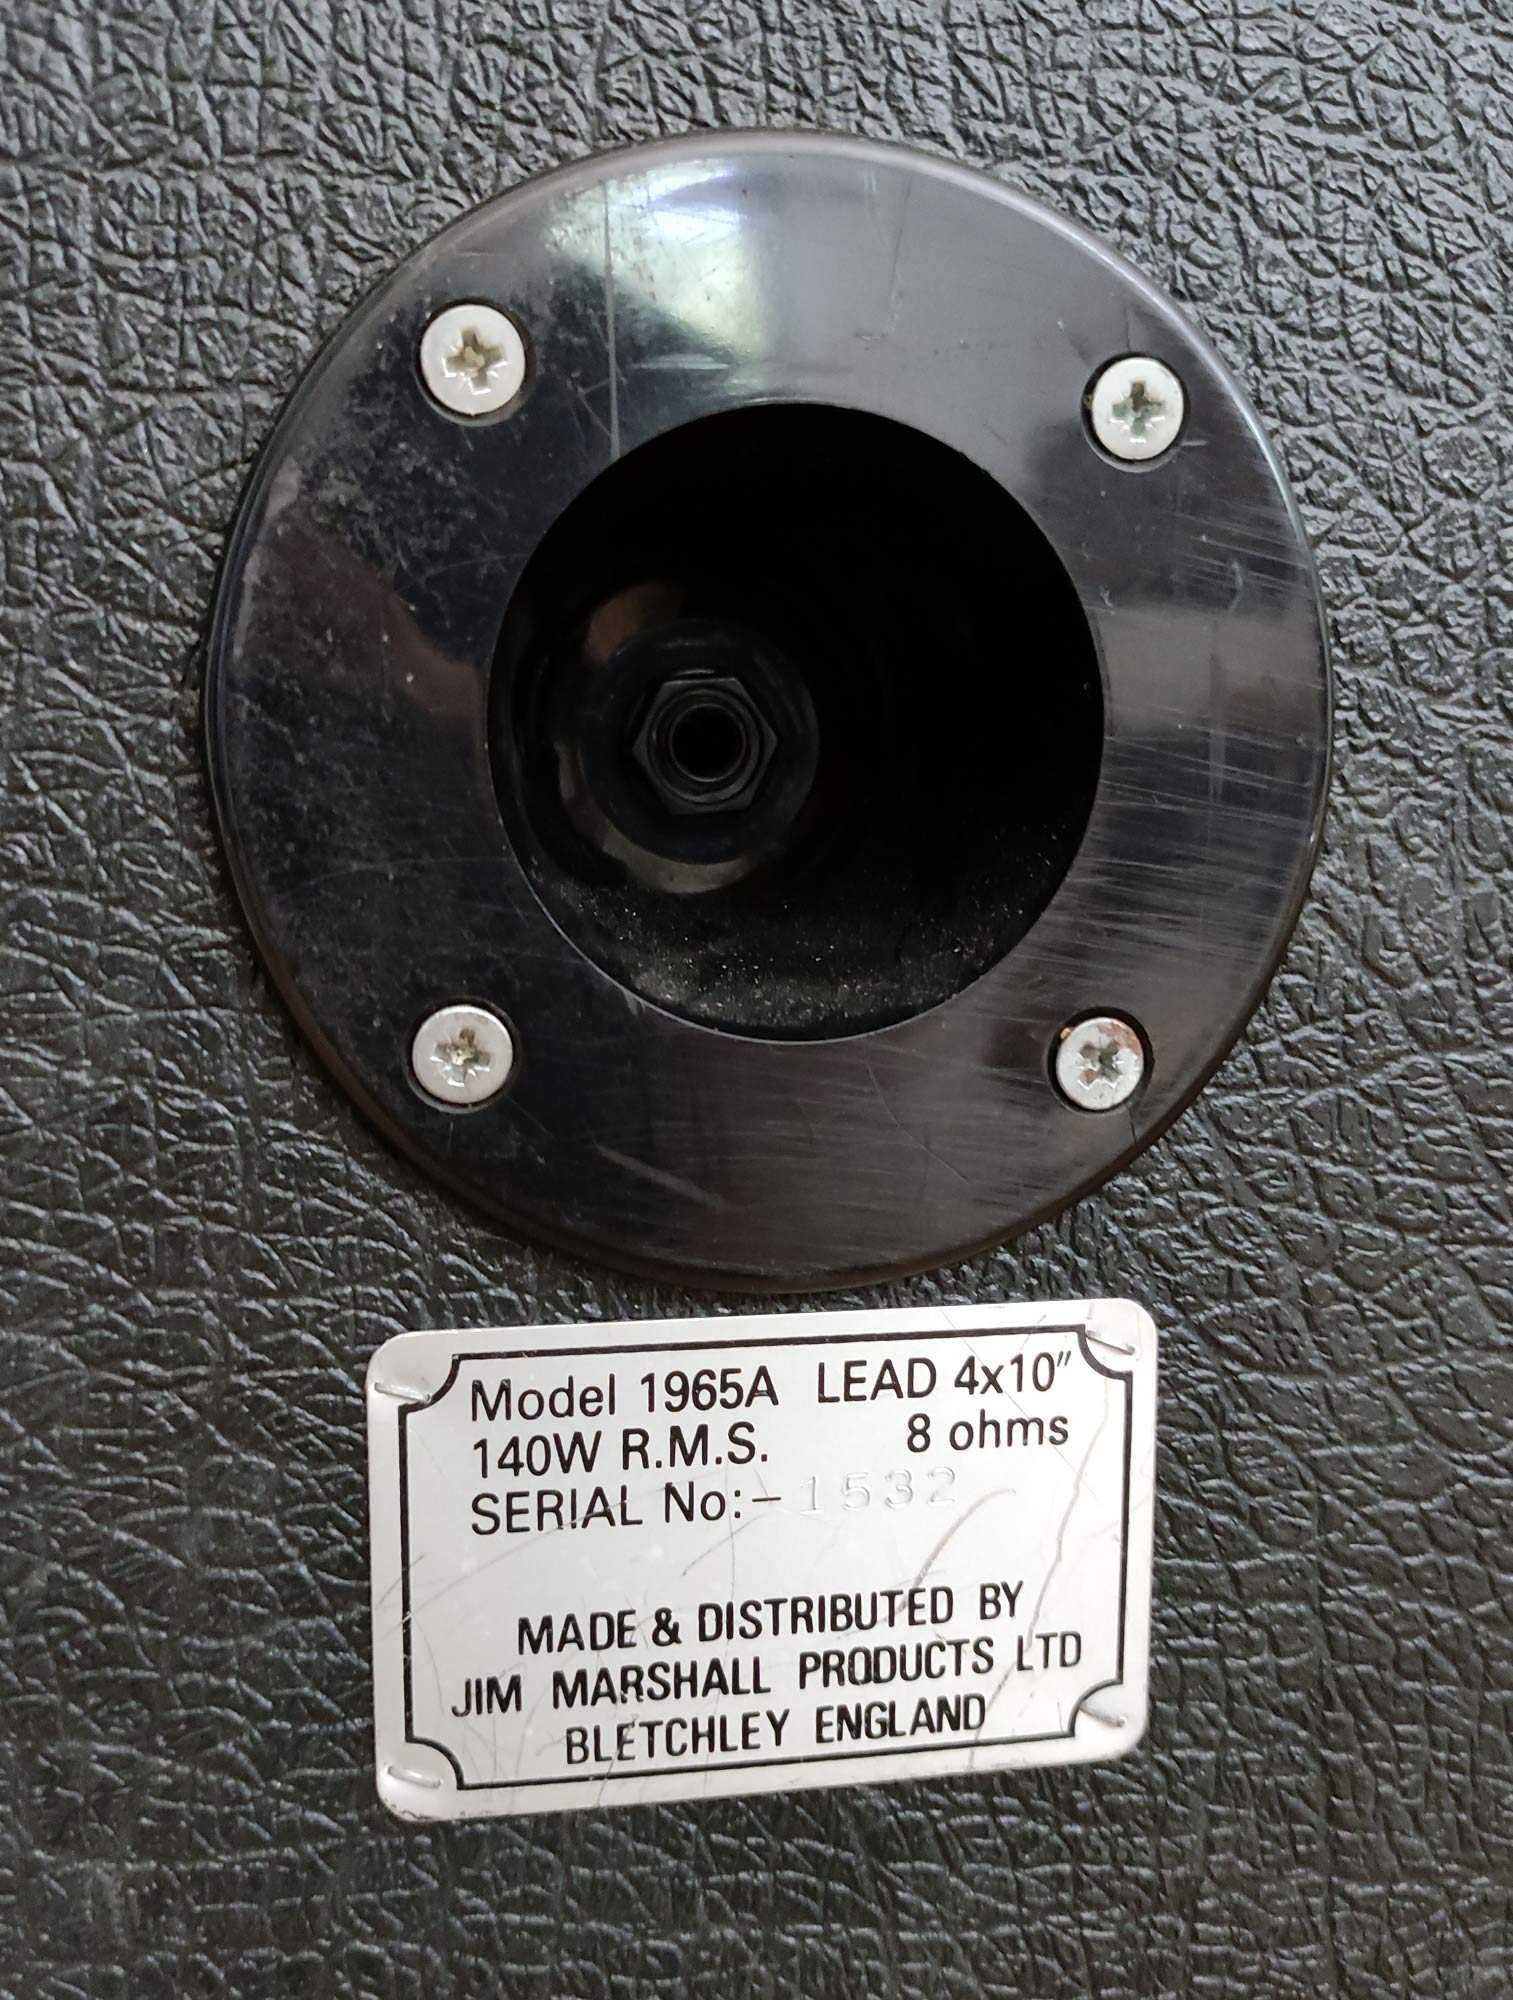 Model 1965A LEAD 4x10"
140W R.M.S. 8 ohms
SERIAL No:- 1532
MADE & DISTRIBUTED BY
JIM MARSHALL PRODUCTS LTD
BLETCHLEY ENGLAND